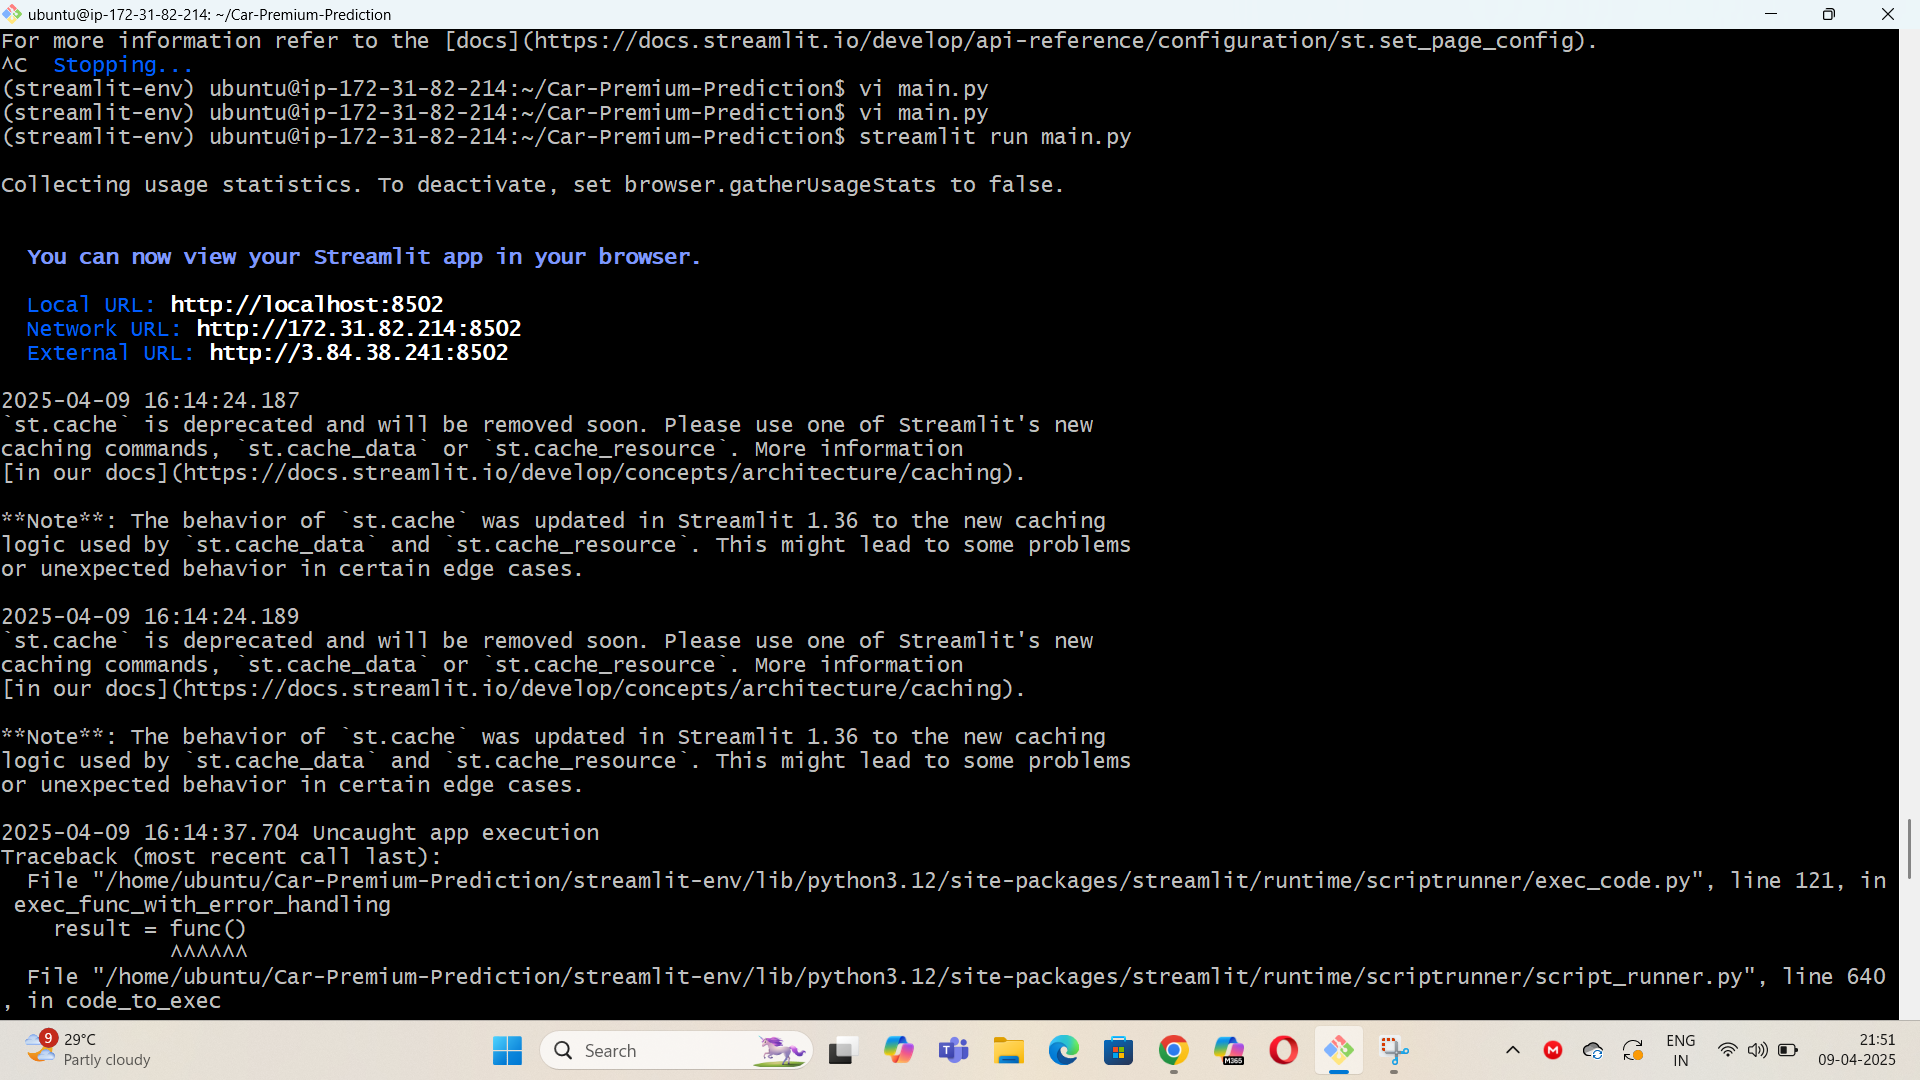 ubuntu@ip-172-31-82-214: ~/Car-Premium-Prediction
For more information refer to the [docs](https://docs.streamlit.io/develop/api-reference/configuration/st.set_page_config).
^C  Stopping...
(streamlit-env) ubuntu@ip-172-31-82-214:~/Car-Premium-Prediction$ vi main.py
(streamlit-env) ubuntu@ip-172-31-82-214:~/Car-Premium-Prediction$ vi main.py
(streamlit-env) ubuntu@ip-172-31-82-214:~/Car-Premium-Prediction$ streamlit run main.py
Collecting usage statistics. To deactivate, set browser.gatherUsageStats to false.
You can now view your Streamlit app in your browser.
Local URL: http://localhost:8502
Network URL: http://172.31.82.214:8502
External URL: http://3.84.38.241:8502
2025-04-09 16:14:24.187
`st.cache` is deprecated and will be removed soon. Please use one of Streamlit's new
caching commands, `st.cache_data` or `st.cache_resource`. More information
[in our docs](https://docs.streamlit.io/develop/concepts/architecture/caching).
**Note**: The behavior of `st.cache` was updated in Streamlit 1.36 to the new caching
logic used by `st.cache_data` and `st.cache_resource`. This might lead to some problems
or unexpected behavior in certain edge cases.
2025-04-09 16:14:24.189
`st.cache` is deprecated and will be removed soon. Please use one of Streamlit's new
caching commands, `st.cache_data` or `st.cache_resource`. More information
[in our docs](https://docs.streamlit.io/develop/concepts/architecture/caching).
**Note**: The behavior of `st.cache` was updated in Streamlit 1.36 to the new caching
logic used by `st.cache_data` and `st.cache_resource`. This might lead to some problems
or unexpected behavior in certain edge cases.
2025-04-09 16:14:37.704 Uncaught app execution
Traceback (most recent call last):
  File "/home/ubuntu/Car-Premium-Prediction/streamlit-env/lib/python3.12/site-packages/streamlit/runtime/scriptrunner/exec_code.py", line 121, in
 exec_func_with_error_handling
    result = func()
             ^^^^^^
  File "/home/ubuntu/Car-Premium-Prediction/streamlit-env/lib/python3.12/site-packages/streamlit/runtime/scriptrunner/script_runner.py", line 640
, in code_to_exec
9
29°C
Partly cloudy
Search
M365
M
ENG
IN
21:51
09-04-2025